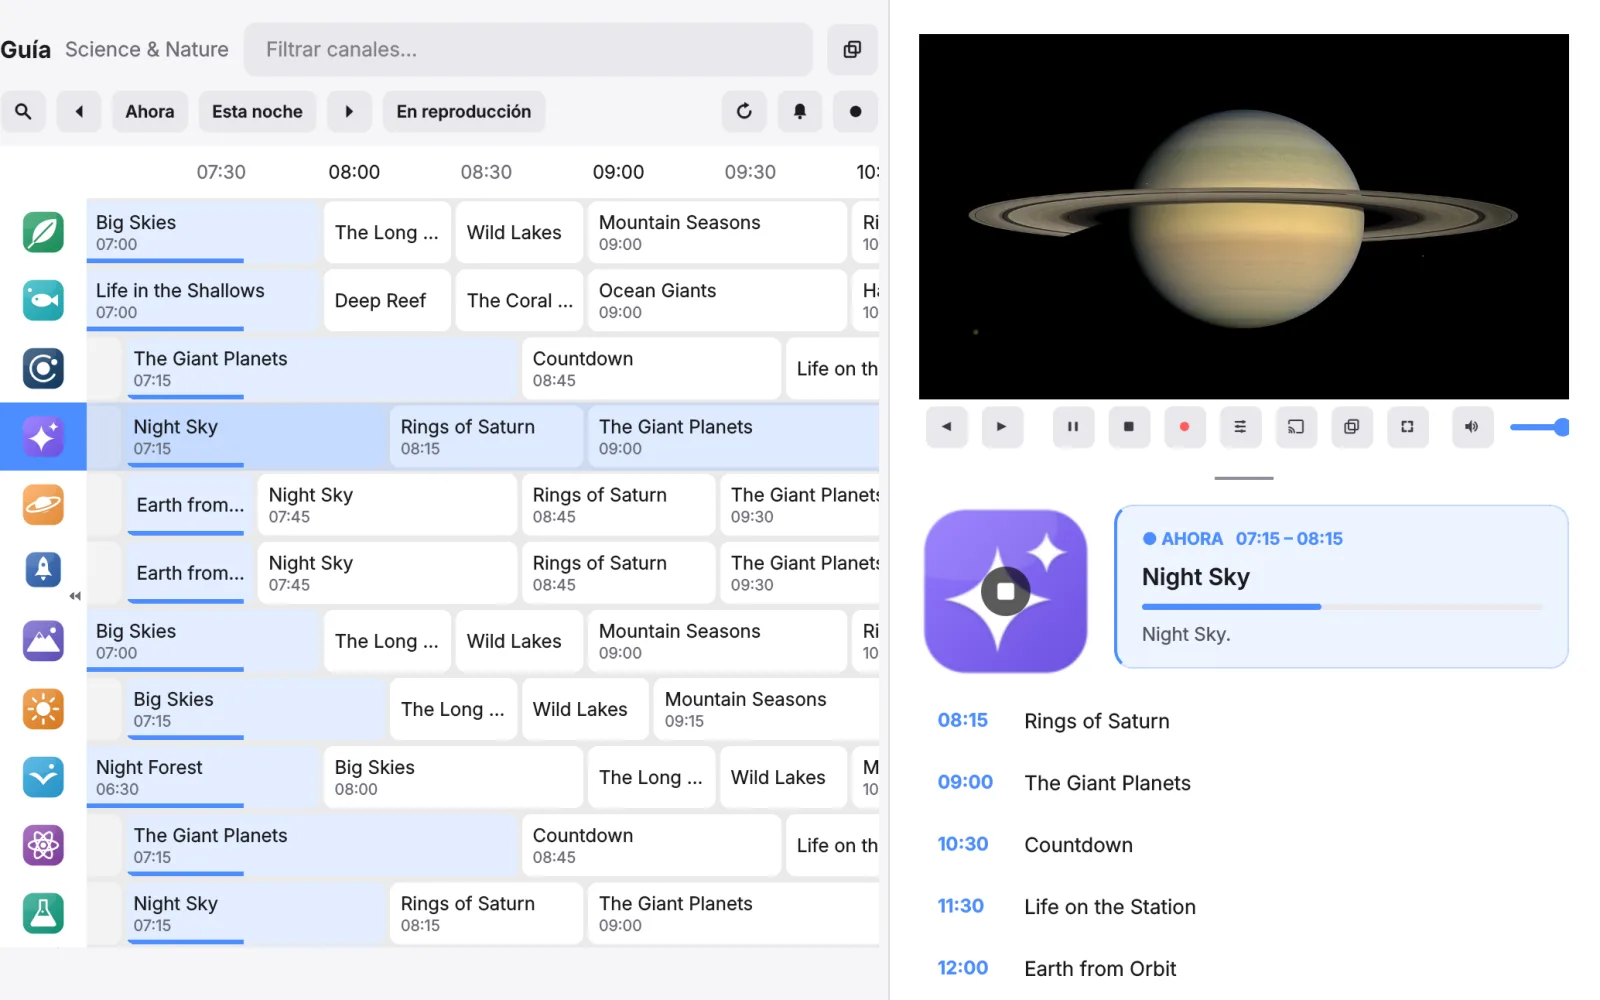 Guía Science & Nature Filtrar canales...
Ahora Esta noche En reproducción
07:30 08:00 08:30 09:00 09:30 10:
Big Skies The Long ... Wild Lakes Mountain Seasons Ri
07:00 09:00 10
Life in the Shallows Deep Reef The Coral ... Ocean Giants Ha
07:00 09:00 10
The Giant Planets Countdown Life on th
07:15 08:45
Night Sky Rings of Saturn The Giant Planets
07:15 08:15 09:00
Earth from... Night Sky Rings of Saturn The Giant Planets
07:45 08:45 09:30
Earth from... Night Sky Rings of Saturn The Giant Planets
07:45 08:45 09:30
Big Skies The Long ... Wild Lakes Mountain Seasons Ri
07:00 09:00 10
Big Skies The Long ... Wild Lakes Mountain Seasons
07:15 09:15
Night Forest Big Skies The Long ... Wild Lakes M
06:30 08:00 10
The Giant Planets Countdown Life on th
07:15 08:45
Night Sky Rings of Saturn The Giant Planets
07:15 08:15 09:00
AHORA 07:15 – 08:15
Night Sky
Night Sky.
08:15 Rings of Saturn
09:00 The Giant Planets
10:30 Countdown
11:30 Life on the Station
12:00 Earth from Orbit